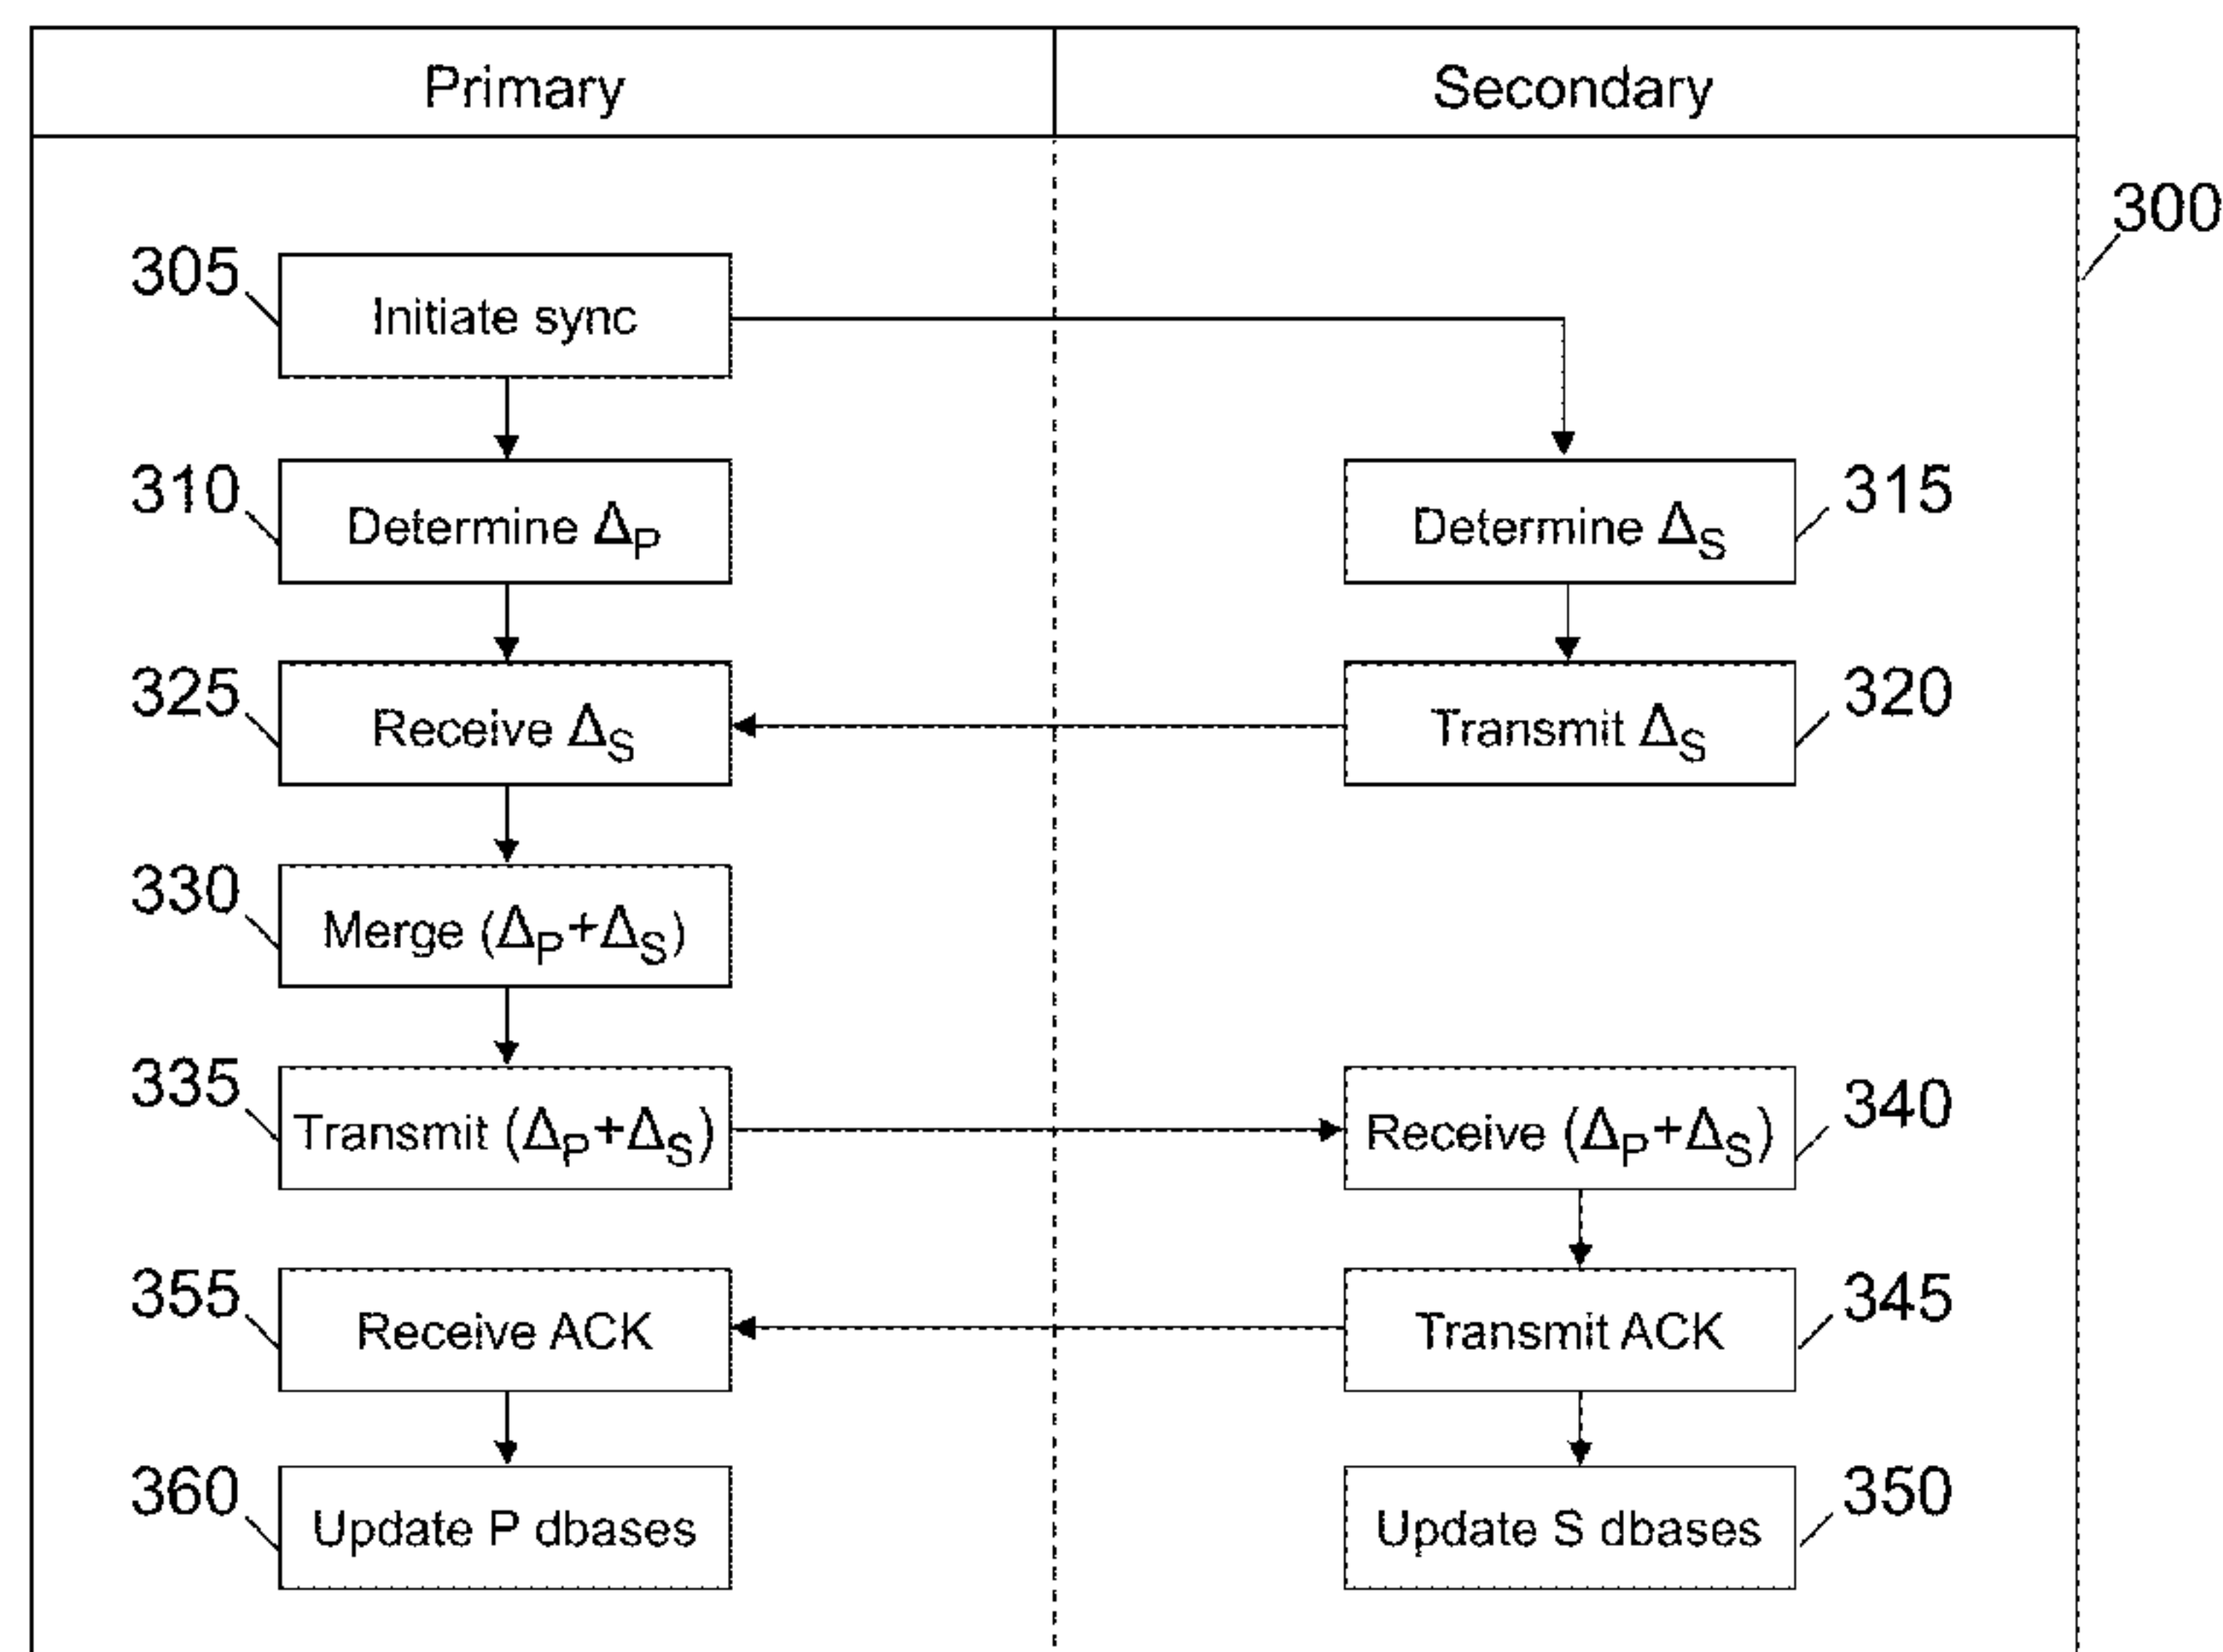 Primary
Secondary
300
305
Initiate sync
310
Determine ΔP
Determine ΔS
315
325
Receive ΔS
Transmit ΔS
320
330
Merge (ΔP+ΔS)
335
Transmit (ΔP+ΔS)
Receive (ΔP+ΔS)
340
355
Receive ACK
Transmit ACK
345
360
Update P dbases
Update S dbases
350